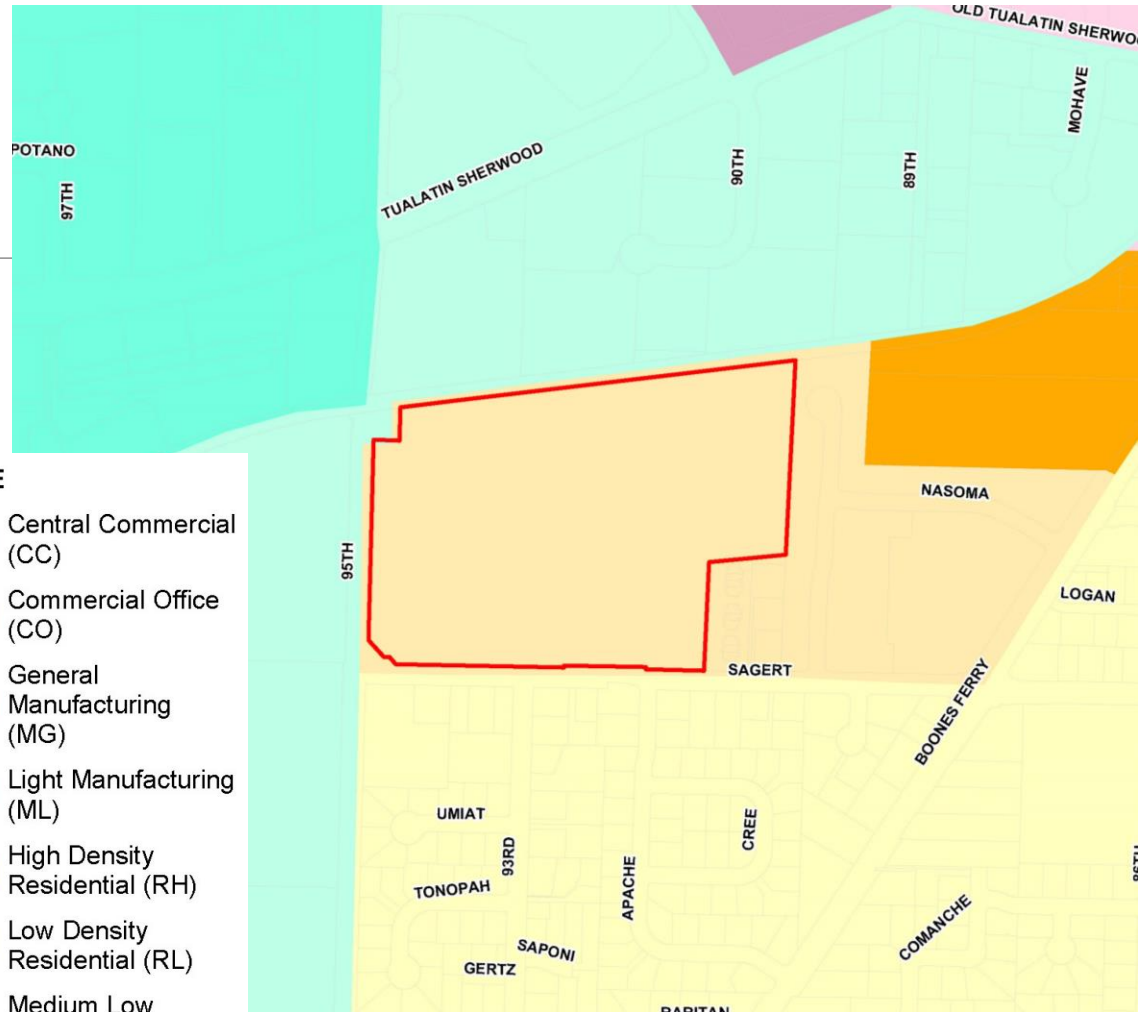 OLD TUALATIN SHERWOO
MOHAVE
POTANO
97TH
TUALATIN SHERWOOD
90TH
89TH
E
Central Commercial
(CC)
Commercial Office
(CO)
General
Manufacturing
(MG)
Light Manufacturing
(ML)
High Density
Residential (RH)
Low Density
Residential (RL)
Medium Low
95TH
NASOMA
LOGAN
SAGERT
BOONES FERRY
UMIAT
93RD
CREE
TONOPAH
APACHE
SAPONI
GERTZ
COMANCHE
86TH